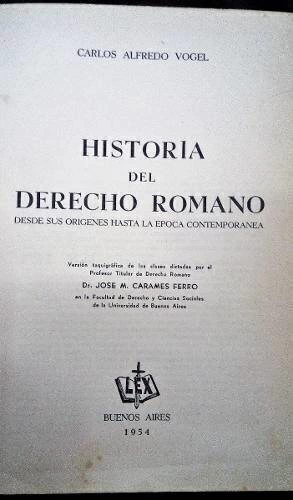 CARLOS ALFREDO VOGEL
HISTORIA
DEL
DERECHO ROMANO
DESDE SUS ORIGENES HASTA LA EPOCA CONTEMPORANEA
Versión taquigráfica de las clases dictadas por el
Profesor Titular de Derecho Romano
Dr. JOSE M. CARAMES FERRO
en la Facultad de Derecho y Ciencias Sociales
de la Universidad de Buenos Aires
LEX
BUENOS AIRES
1954